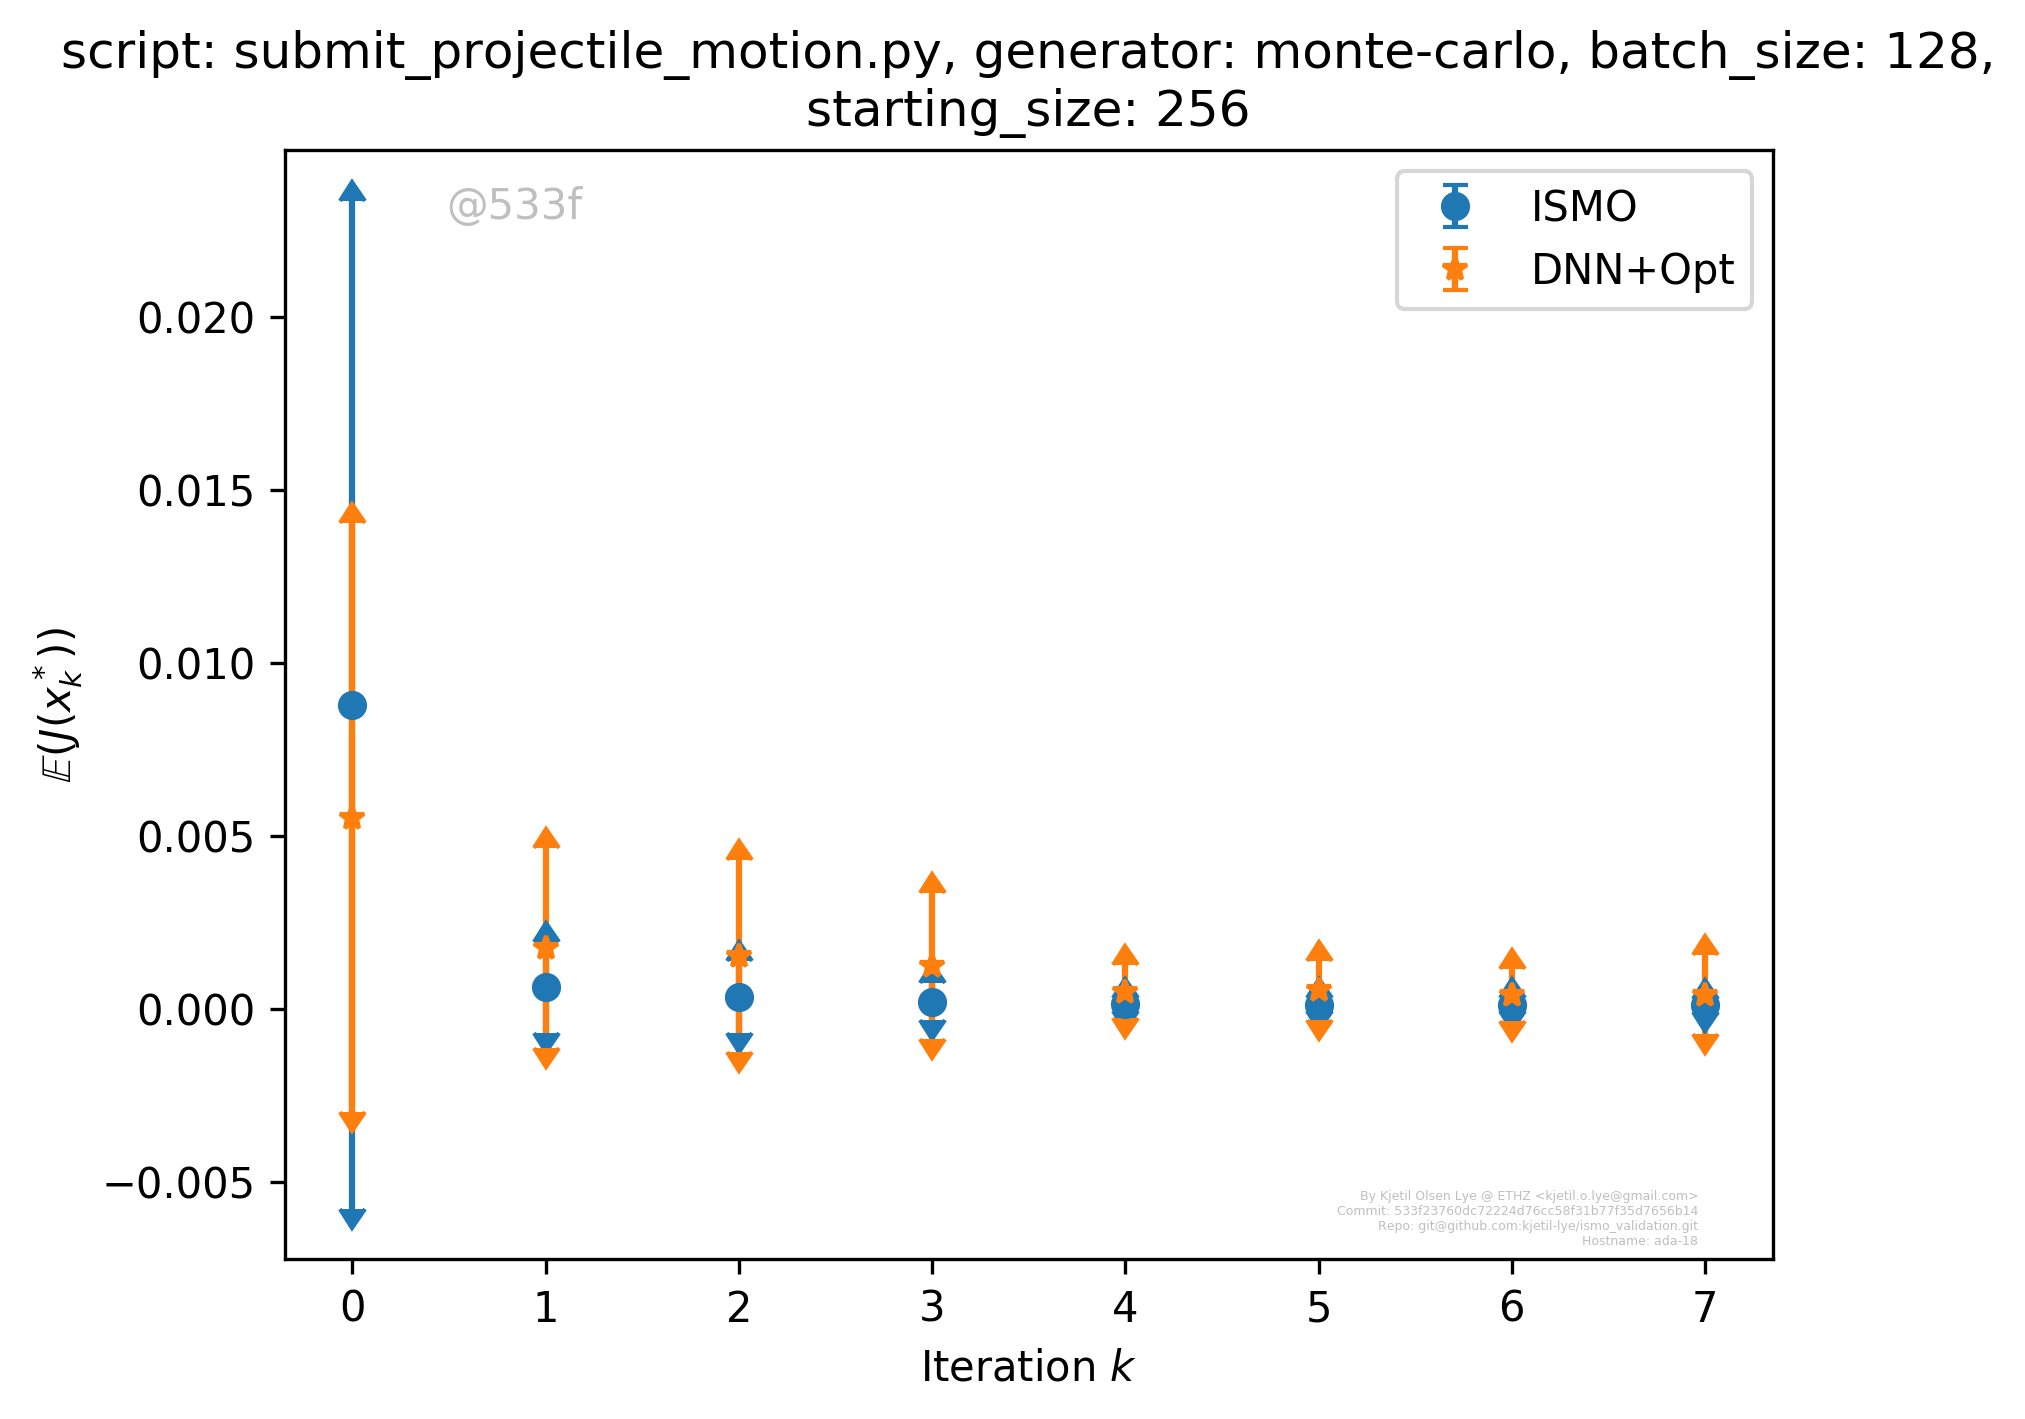 script: submit_projectile_motion.py, generator: monte-carlo, batch_size: 128,
starting_size: 256
@533f
ISMO
DNN+Opt
0.020
0.015
0.010
0.005
0.000
−0.005
𝔼(J(x*k))
By Kjetil Olsen Lye @ ETHZ <kjetil.o.lye@gmail.com>
Commit: 533f23760dc72224d76cc58f31b77f35d7656b14
Repo: git@github.com:kjetil-lye/ismo_validation.git
Hostname: ada-18
0 1 2 3 4 5 6 7
Iteration k